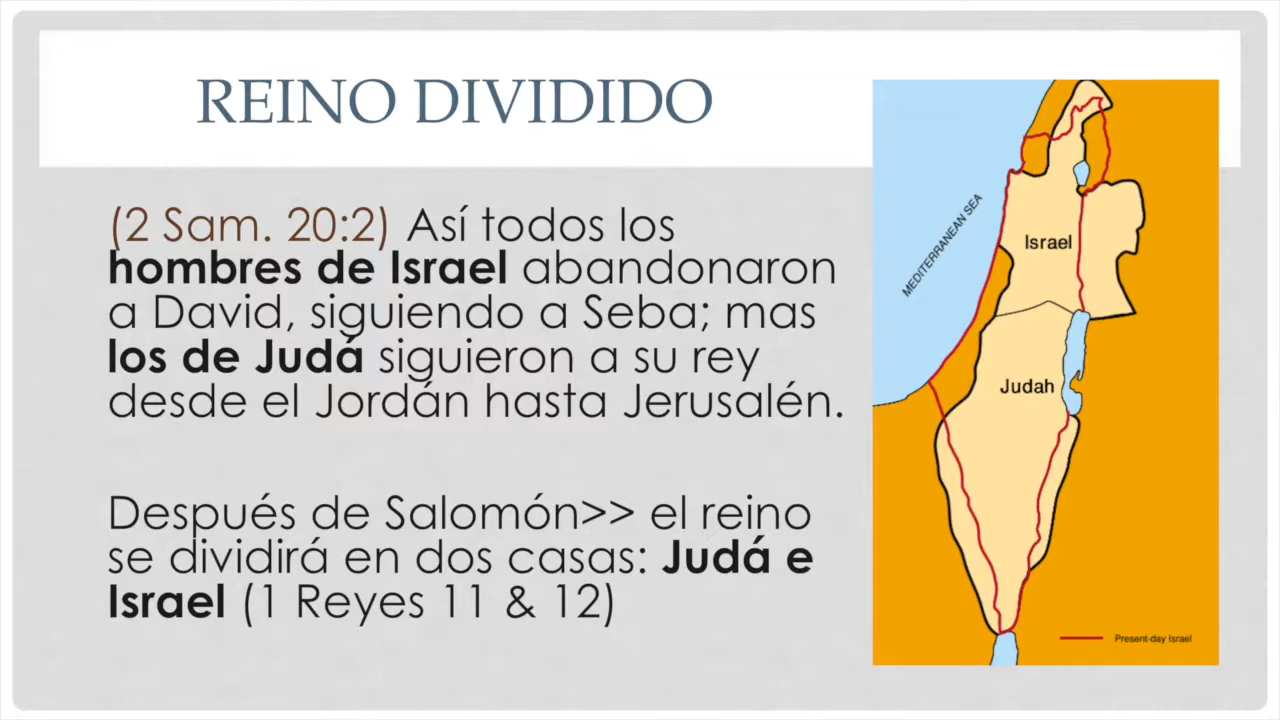 REINO DIVIDIDO
(2 Sam. 20:2) Así todos los
hombres de Israel abandonaron
a David, siguiendo a Seba; mas
los de Judá siguieron a su rey
desde el Jordán hasta Jerusalén.
Después de Salomón>> el reino
se dividirá en dos casas: Judá e
Israel (1 Reyes 11 & 12)
MEDITERRANEAN SEA
Israel
Judah
Present-day Israel